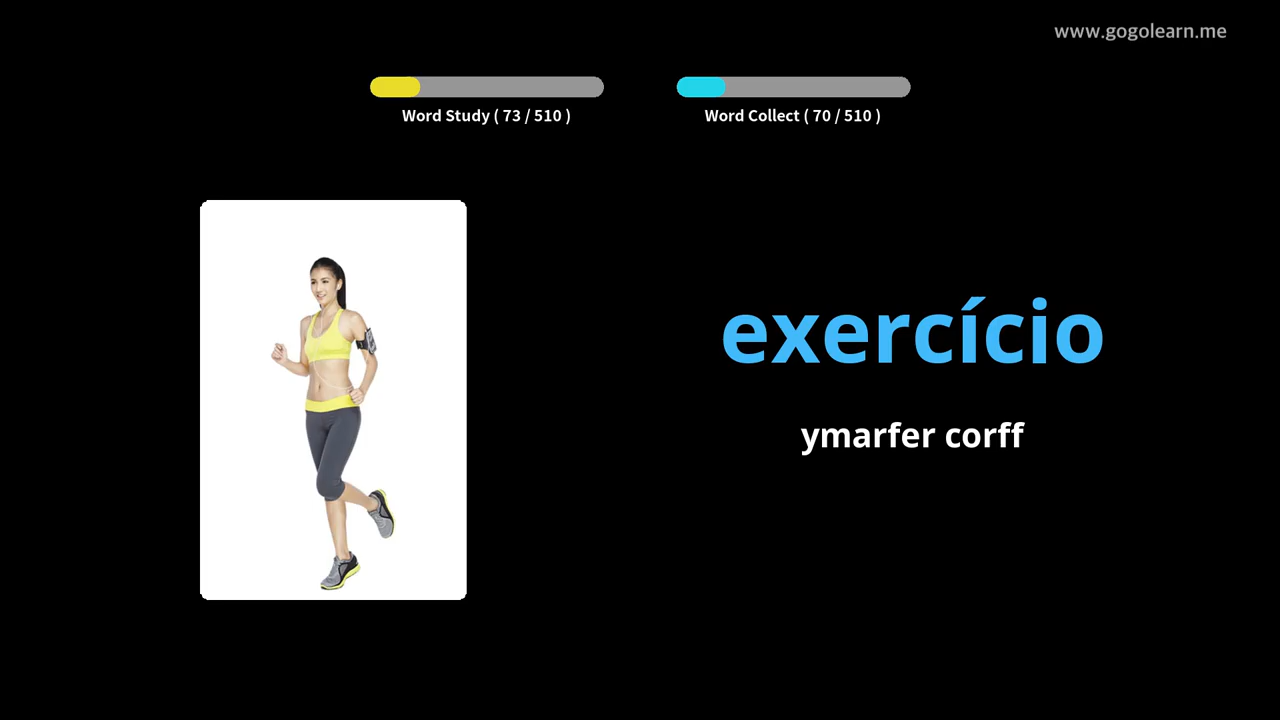 www.gogolearn.me
Word Study ( 73 / 510 )
Word Collect ( 70 / 510 )
exercício
ymarfer corff